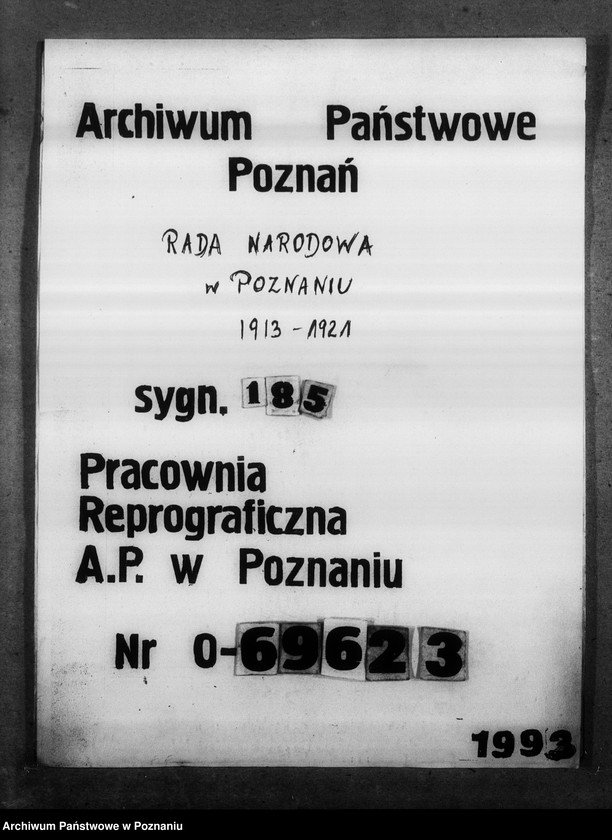 Archiwum Państwowe
Poznań
RADA NARODOWA
w POZNANIU
1913-1921
sygn. 185
Pracownia
Reprograficzna
A.P. w Poznaniu
Nr 0-69623
1993
Archiwum Państwowe w Poznaniu